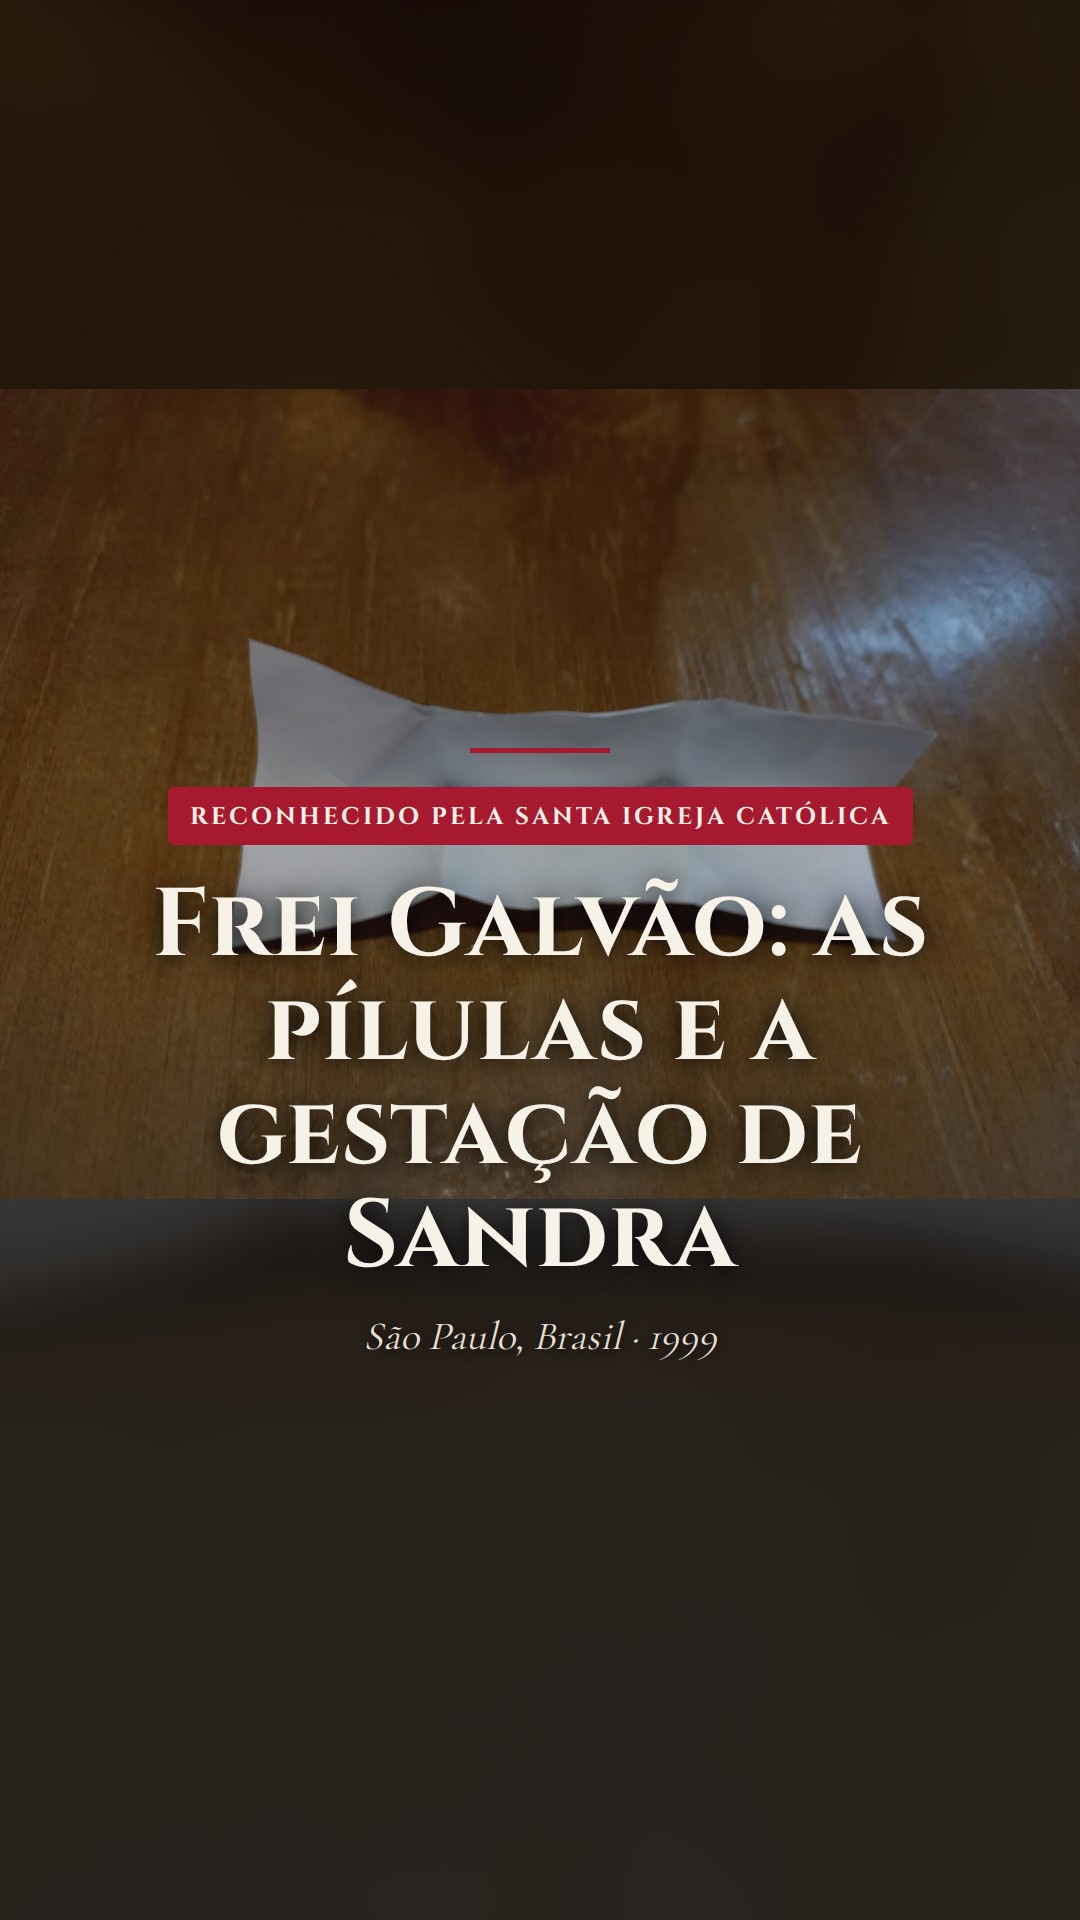 RECONHECIDO PELA SANTA IGREJA CATÓLICA
Frei Galvão: as
pílulas e a
gestação de
Sandra
São Paulo, Brasil · 1999